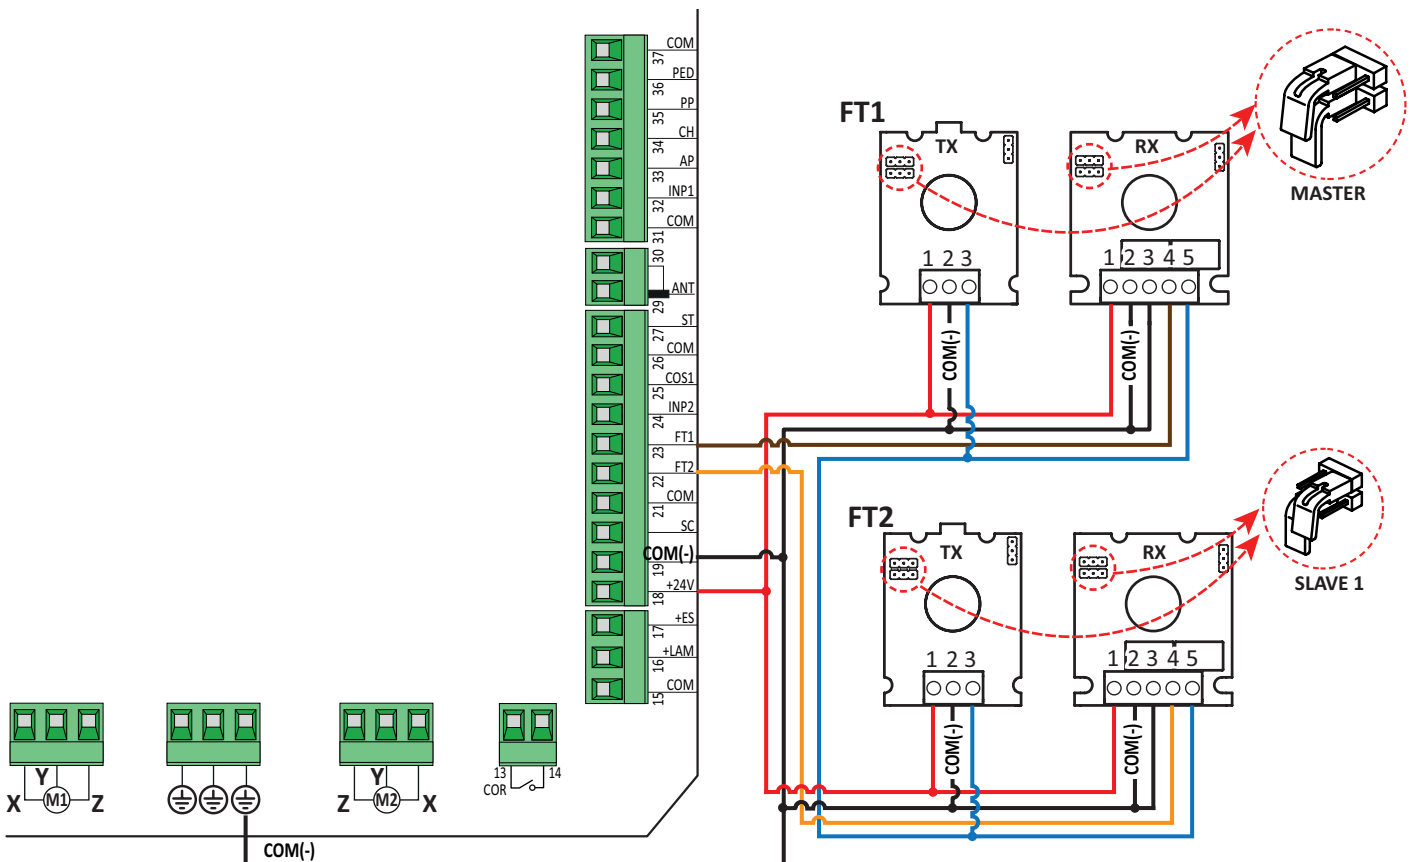 COM
37
PED
36
PP
35
CH
34
AP
33
INP1
32
COM
31
30
ANT
29
ST
27
COM
26
COS1
25
INP2
24
FT1
23
FT2
22
COM
21
SC
COM(-)
19
+24V
18
+ES
17
+LAM
16
COM
15
FT1
TX
1 2 3
COM(-)
RX
1 2 3 4 5
COM(-)
MASTER
FT2
TX
1 2 3
COM(-)
RX
1 2 3 4 5
COM(-)
SLAVE 1
Y
X M1 Z
Y
Z M2 X
13 14
COR
COM(-)